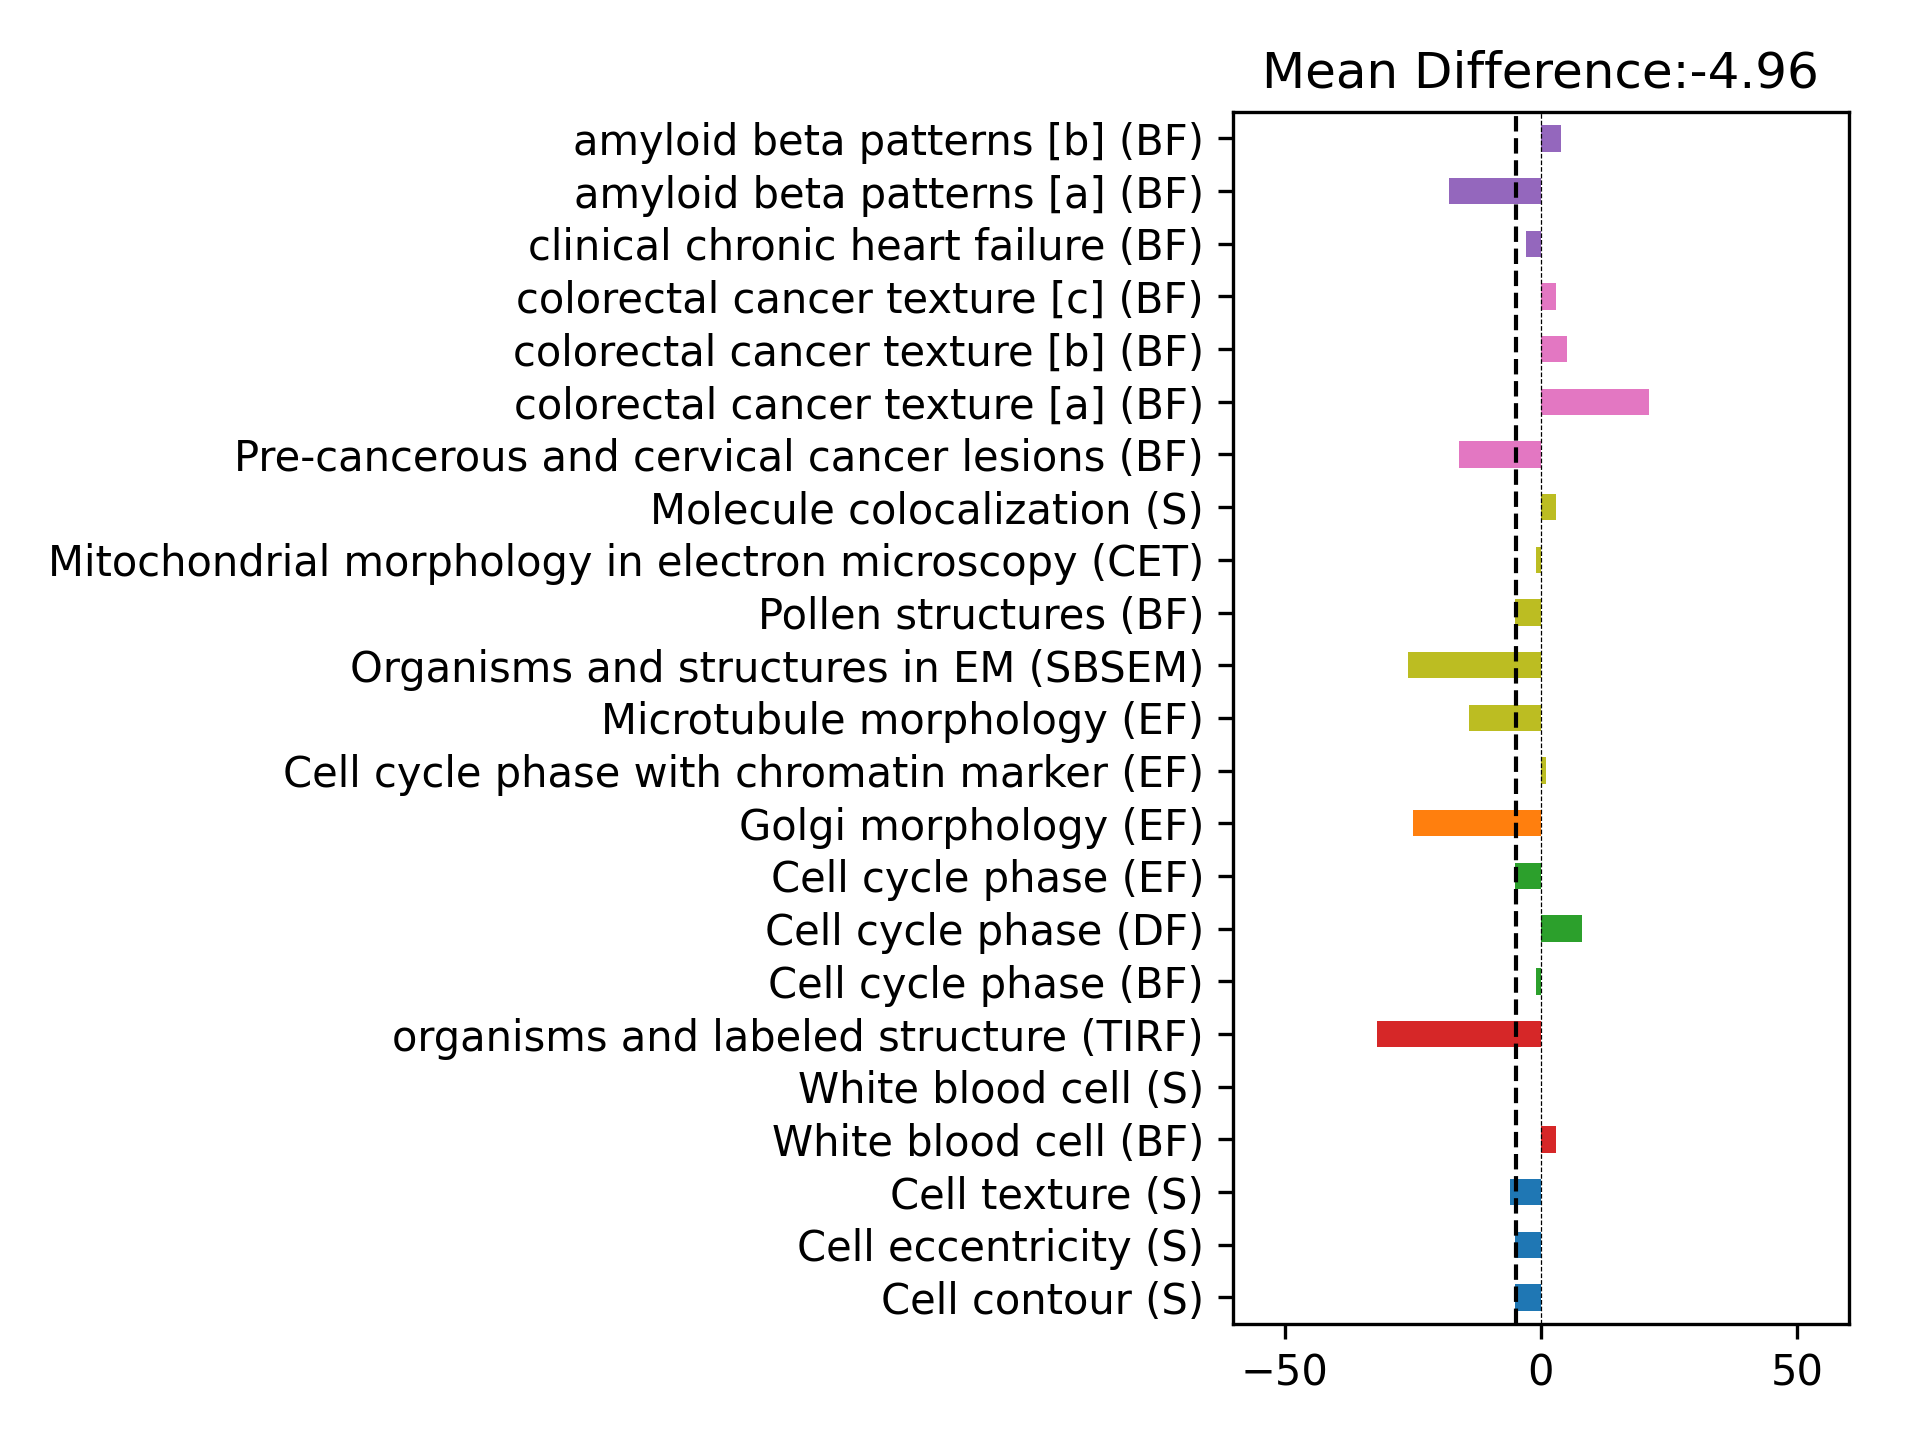 Mean Difference:-4.96
amyloid beta patterns [b] (BF)
amyloid beta patterns [a] (BF)
clinical chronic heart failure (BF)
colorectal cancer texture [c] (BF)
colorectal cancer texture [b] (BF)
colorectal cancer texture [a] (BF)
Pre-cancerous and cervical cancer lesions (BF)
Molecule colocalization (S)
Mitochondrial morphology in electron microscopy (CET)
Pollen structures (BF)
Organisms and structures in EM (SBSEM)
Microtubule morphology (EF)
Cell cycle phase with chromatin marker (EF)
Golgi morphology (EF)
Cell cycle phase (EF)
Cell cycle phase (DF)
Cell cycle phase (BF)
organisms and labeled structure (TIRF)
White blood cell (S)
White blood cell (BF)
Cell texture (S)
Cell eccentricity (S)
Cell contour (S)
−50 0 50